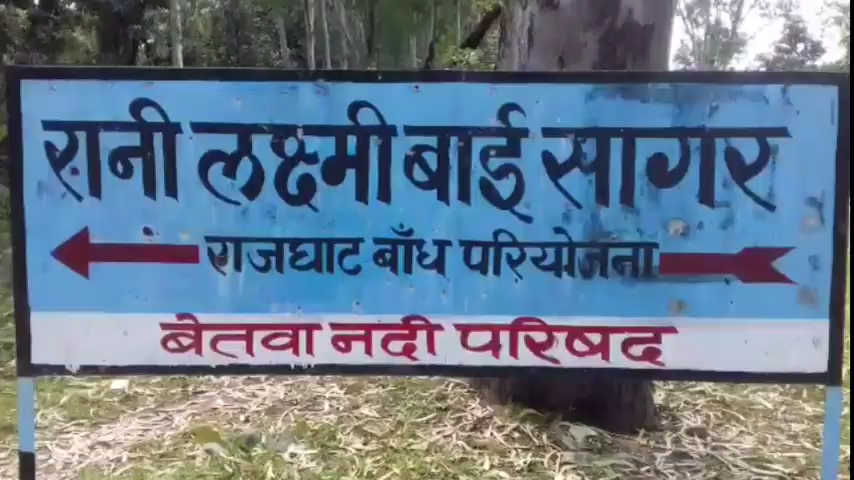 रानी लक्ष्मी बाई सागर
राजघाट बाँध परियोजना
बेतवा नदी परिषद